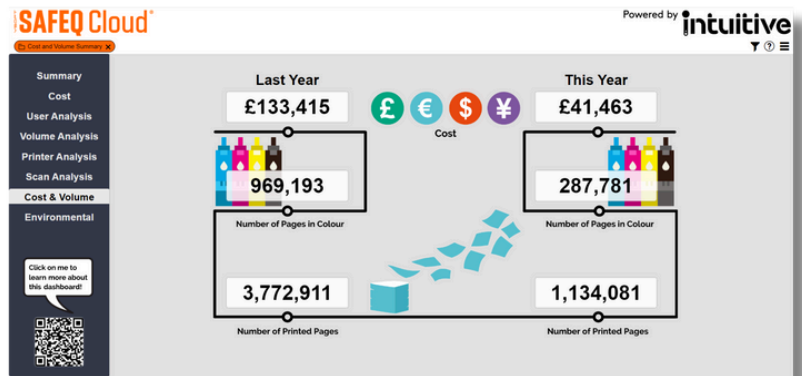 SAFEQ Cloud
Powered by intuitive
Cost and Volume Summary X
Summary
Cost
User Analysis
Volume Analysis
Printer Analysis
Scan Analysis
Cost & Volume
Environmental
Click on me to
learn more about
this dashboard!
Last Year
£133,415
£ € $ ¥
Cost
This Year
£41,463
969,193
Number of Pages in Colour
287,781
Number of Pages in Colour
3,772,911
Number of Printed Pages
1,134,081
Number of Printed Pages